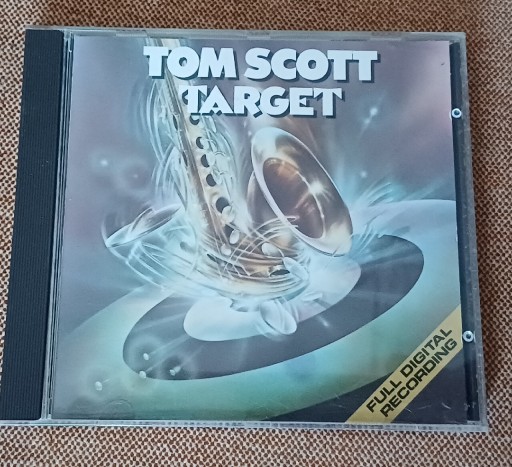 TOM SCOTT
TARGET
FULL DIGITAL
RECORDING